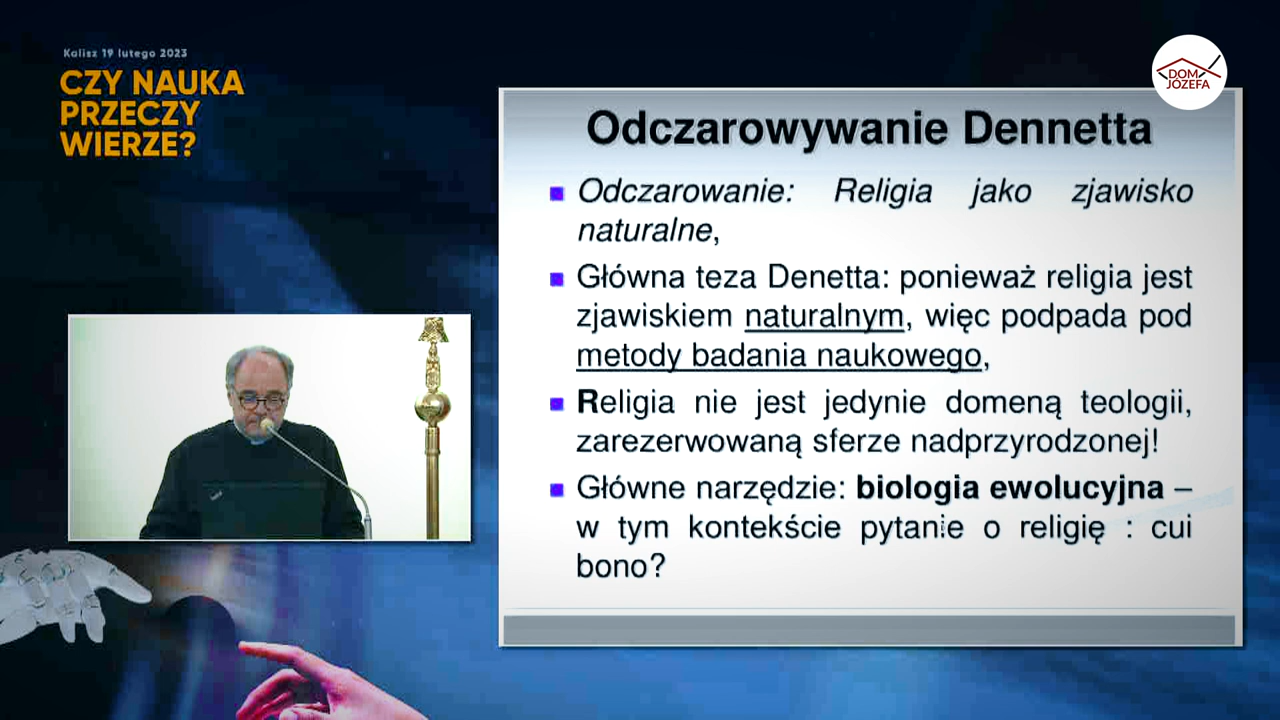 Kalisz 19 lutego 2023
CZY NAUKA
PRZECZY
WIERZE?
DOM
JÓZEFA
Odczarowywanie Dennetta
Odczarowanie: Religia jako zjawisko
naturalne,
Główna teza Denetta: ponieważ religia jest
zjawiskiem naturalnym, więc podpada pod
metody badania naukowego,
Religia nie jest jedynie domeną teologii,
zarezerwowaną sferze nadprzyrodzonej!
Główne narzędzie: biologia ewolucyjna –
w tym kontekście pytanie o religię : cui
bono?